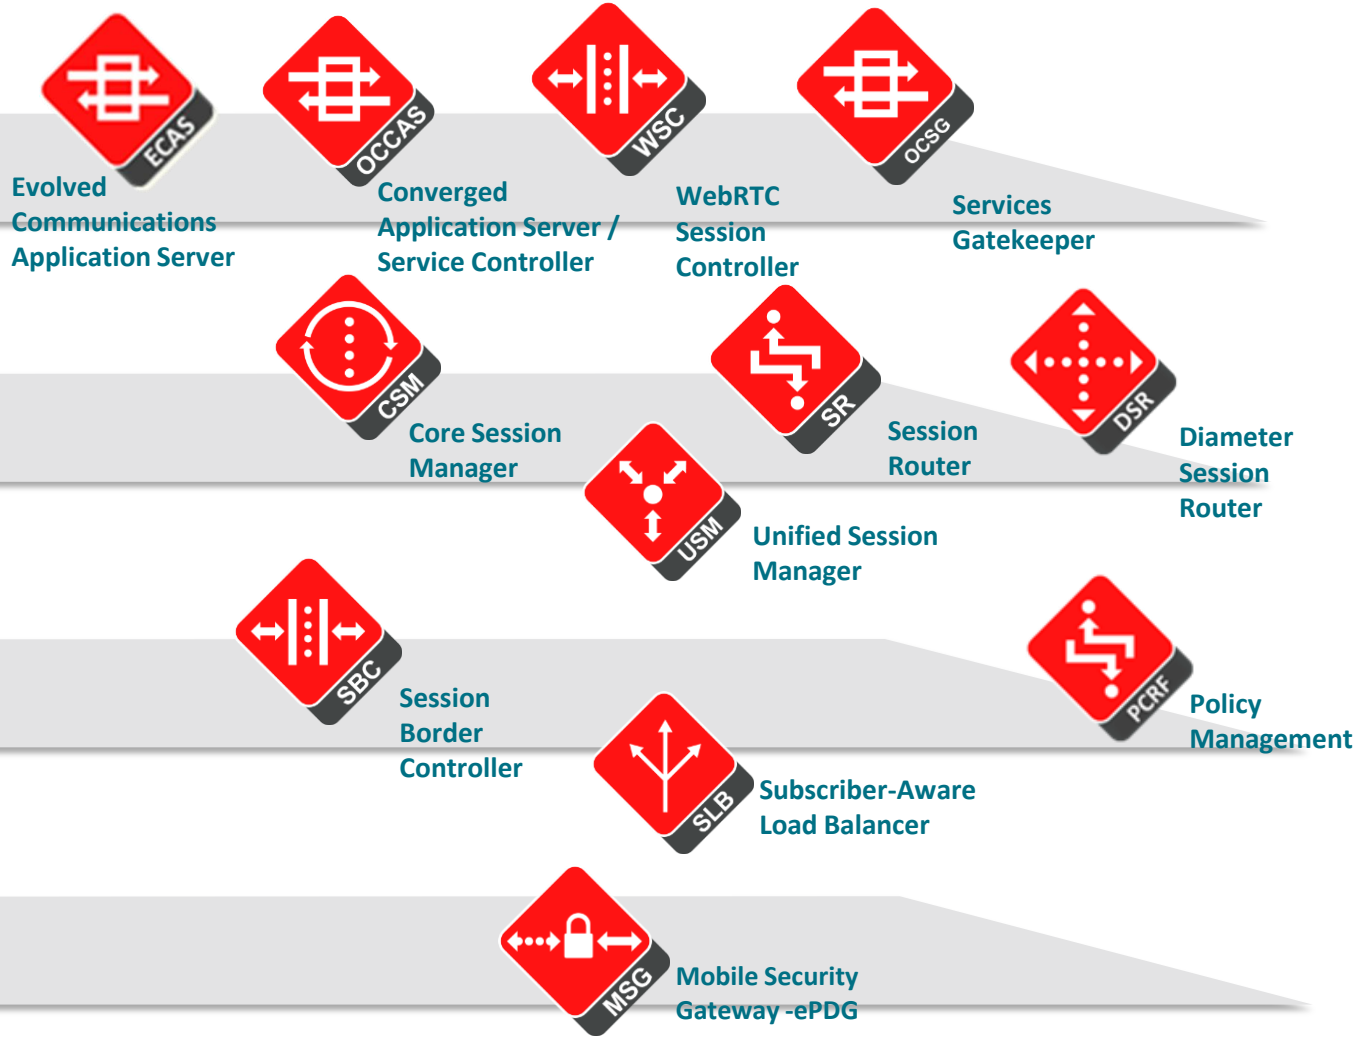 ECAS
Evolved
Communications
Application Server
OCCAS
Converged
Application Server /
Service Controller
WSC
WebRTC
Session
Controller
OCSG
Services
Gatekeeper
CSM
Core Session
Manager
SR
Session
Router
DSR
Diameter
Session
Router
USM
Unified Session
Manager
SBC
Session
Border
Controller
PCRF
Policy
Management
SLB
Subscriber-Aware
Load Balancer
MSG
Mobile Security
Gateway -ePDG